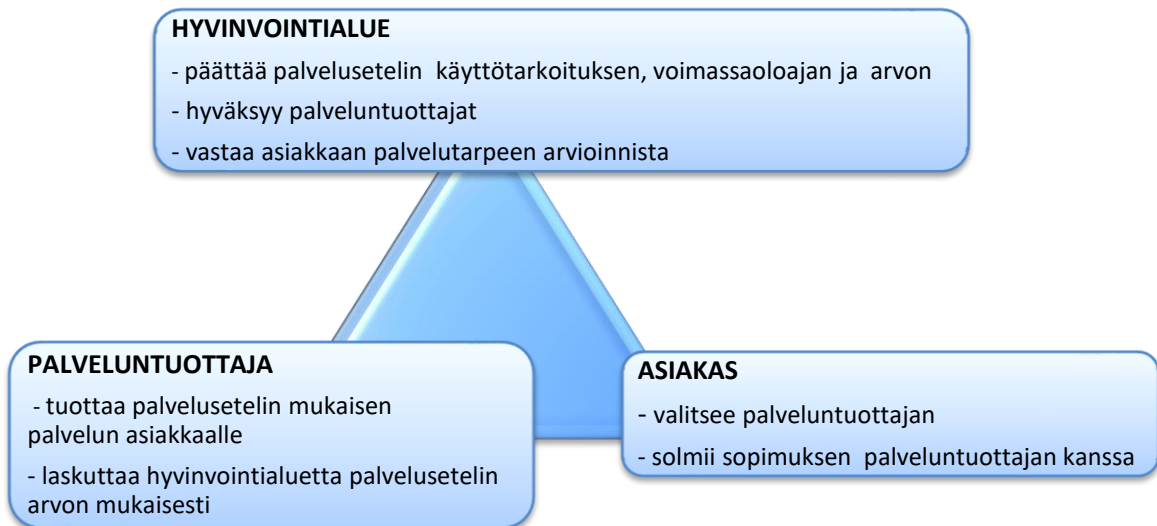 HYVINVOINTIALUE
- päättää palvelusetelin käyttötarkoituksen, voimassaoloajan ja arvon
- hyväksyy palveluntuottajat
- vastaa asiakkaan palvelutarpeen arvioinnista
PALVELUNTUOTTAJA
- tuottaa palvelusetelin mukaisen
palvelun asiakkaalle
- laskuttaa hyvinvointialuetta palvelusetelin
arvon mukaisesti
ASIAKAS
- valitsee palveluntuottajan
- solmii sopimuksen palveluntuottajan kanssa